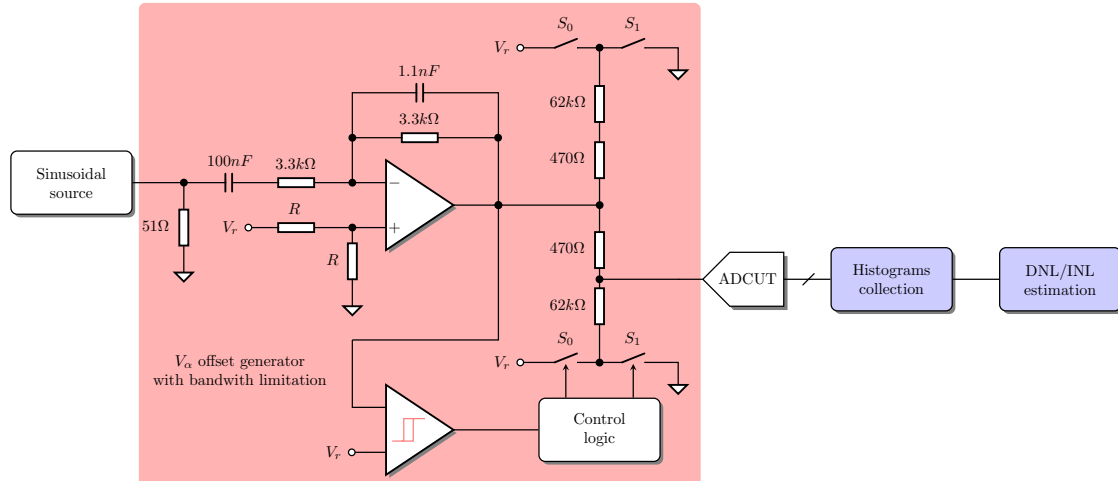 S₀
S₁
Vᵣ
1.1nF
62kΩ
3.3kΩ
470Ω
100nF
3.3kΩ
Sinusoidal
source
−
51Ω
Vᵣ
R
+
R
470Ω
ADCUT
Histograms
collection
DNL/INL
estimation
62kΩ
Vα offset generator
with bandwith limitation
Vᵣ
S₀
S₁
Control
logic
Vᵣ